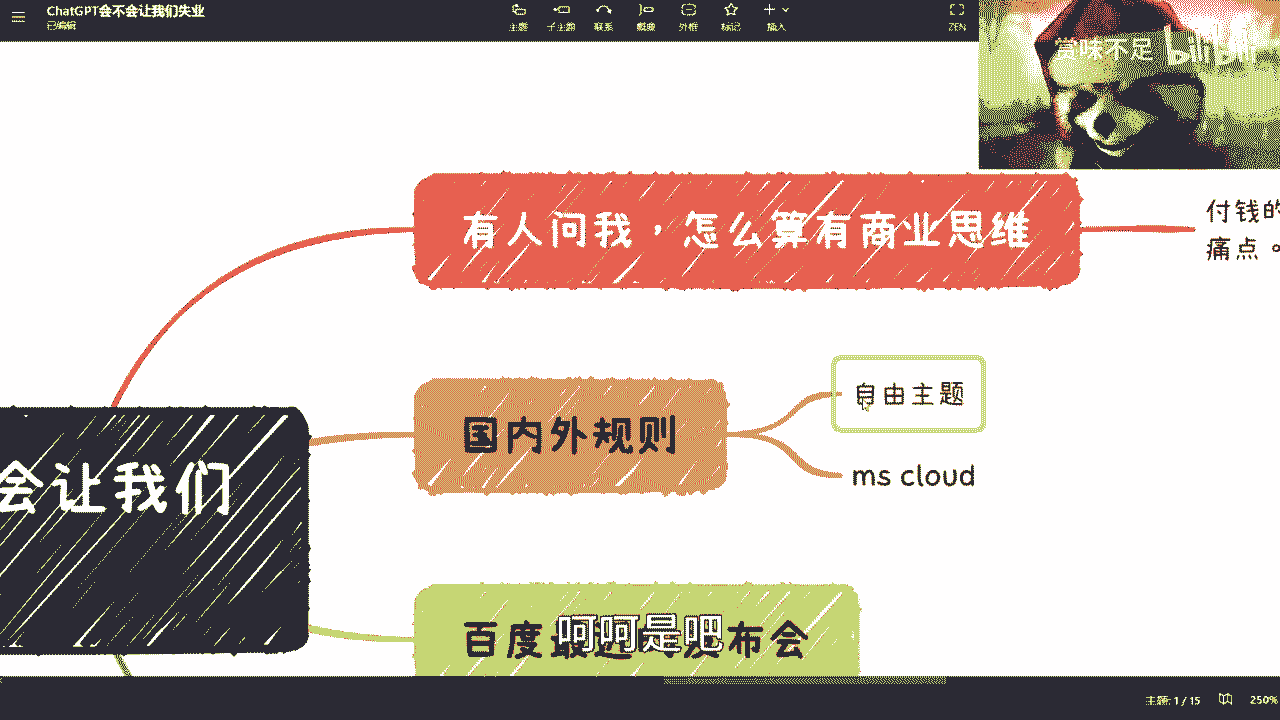 ChatGPT会不会让我们失业
已编辑
主题 子主题 联系 概要 外框 标记 插入 ZEN
赏味不足 bilibili
有人问我，怎么算有商业思维
付钱的
痛点。
国内外规则
自由主题
ms cloud
会让我们
百度最近的发布会
呵呵是吧
主题: 1 / 15 250%